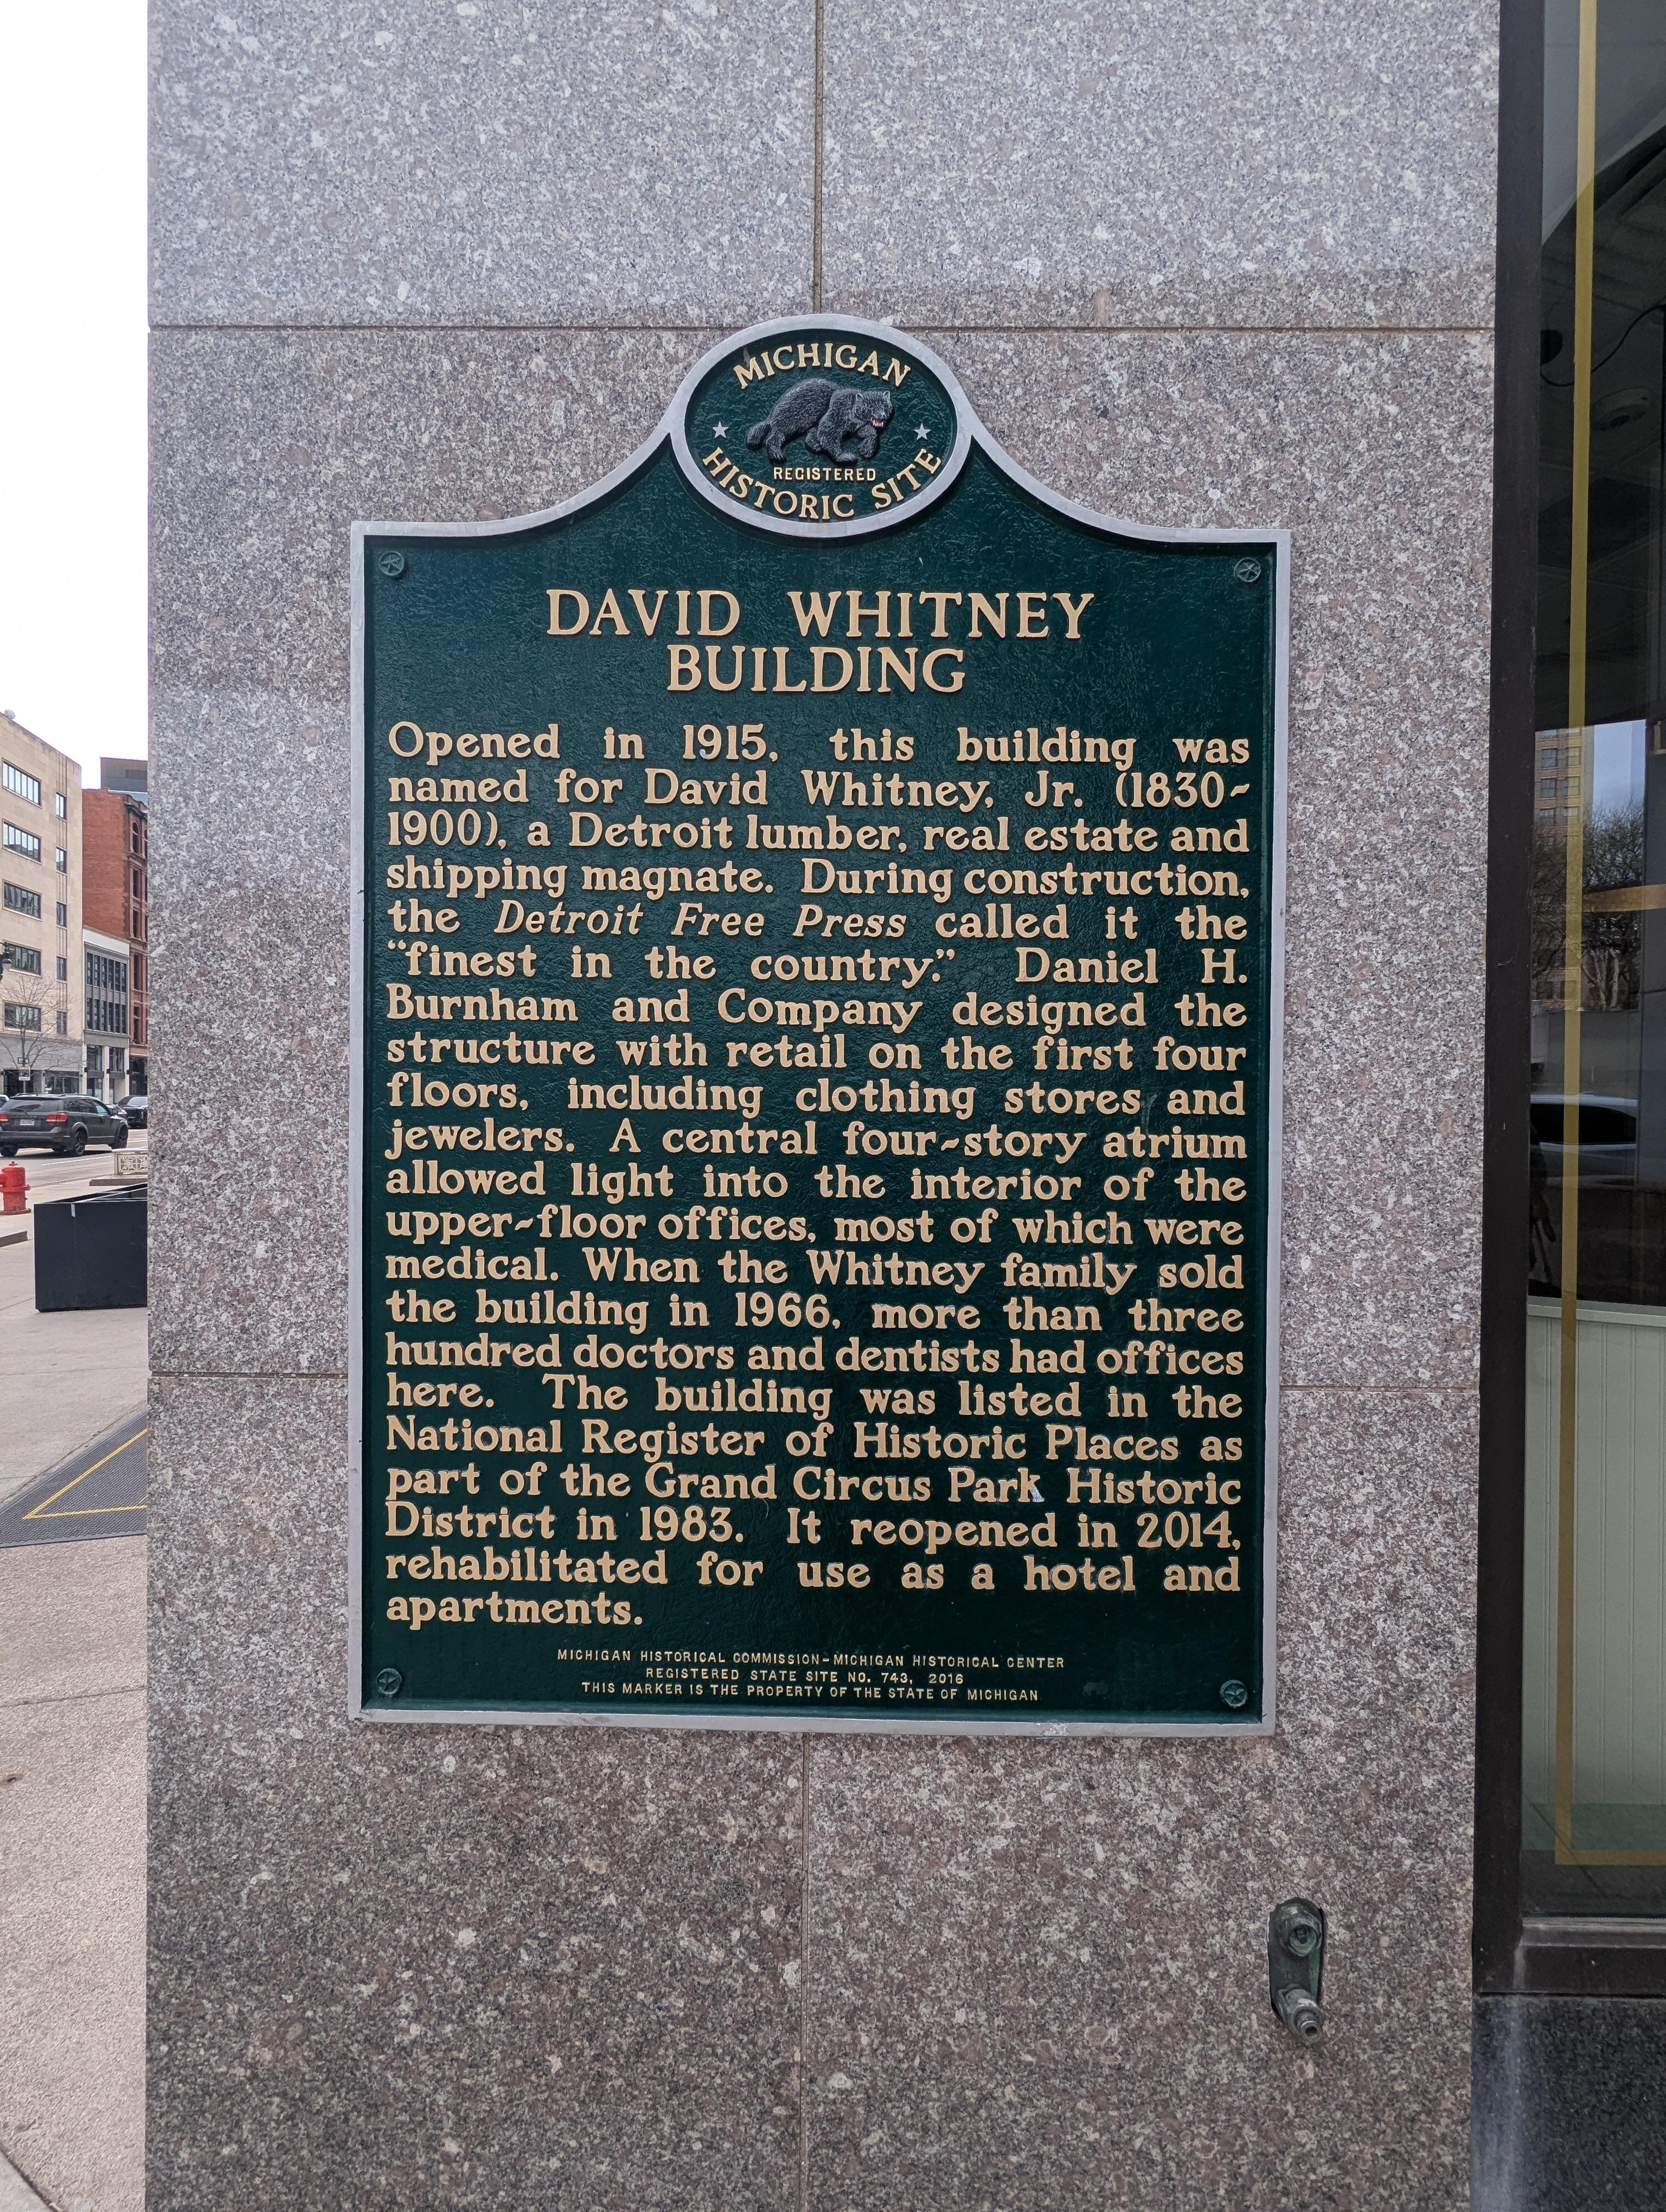 MICHIGAN
REGISTERED
HISTORIC SITE
DAVID WHITNEY
BUILDING
Opened in 1915, this building was
named for David Whitney, Jr. (1830-
1900), a Detroit lumber, real estate and
shipping magnate. During construction,
the Detroit Free Press called it the
“finest in the country.” Daniel H.
Burnham and Company designed the
structure with retail on the first four
floors, including clothing stores and
jewelers. A central four-story atrium
allowed light into the interior of the
upper-floor offices, most of which were
medical. When the Whitney family sold
the building in 1966, more than three
hundred doctors and dentists had offices
here. The building was listed in the
National Register of Historic Places as
part of the Grand Circus Park Historic
District in 1983. It reopened in 2014,
rehabilitated for use as a hotel and
apartments.
MICHIGAN HISTORICAL COMMISSION-MICHIGAN HISTORICAL CENTER
REGISTERED STATE SITE NO. 743, 2016
THIS MARKER IS THE PROPERTY OF THE STATE OF MICHIGAN